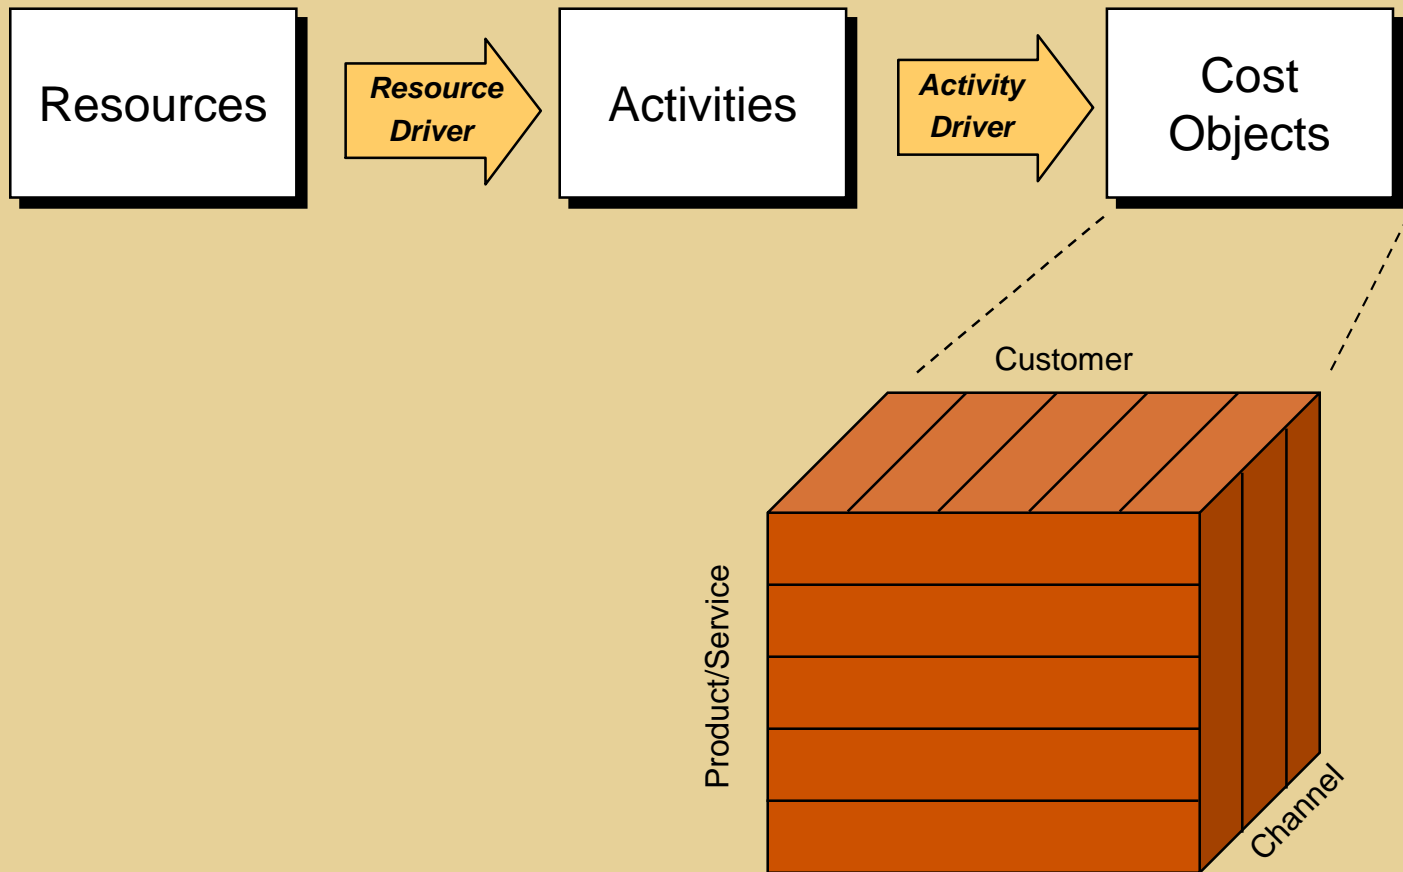 Resources
Resource
Driver
Activities
Activity
Driver
Cost
Objects
Customer
Product/Service
Channel